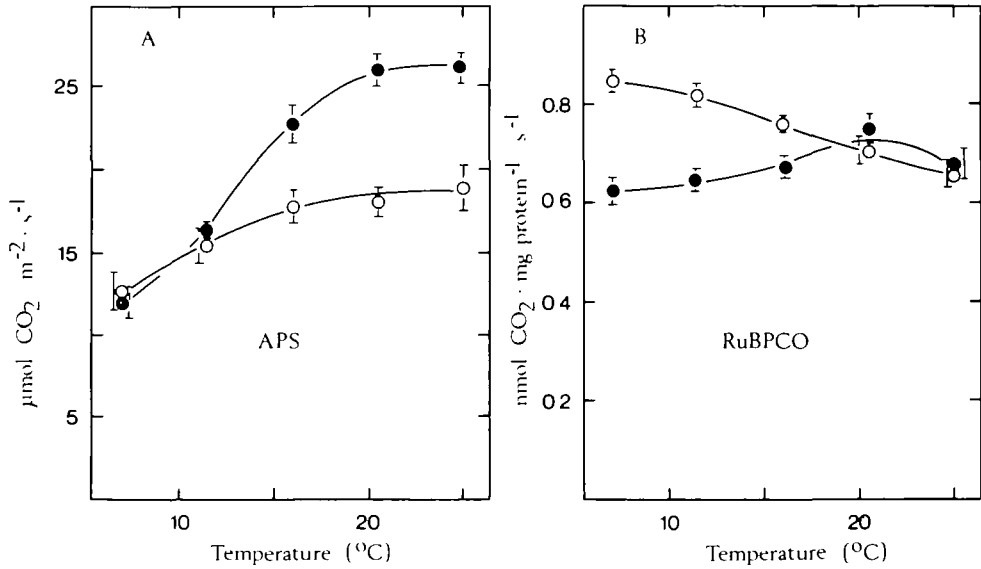 A
25
15
5
μmol CO₂ m⁻² · s⁻¹
APS
10
20
Temperature (°C)
B
0.8
0.6
0.4
0.2
nmol CO₂ · mg protein⁻¹ s⁻¹
RuBPCO
10
20
Temperature (°C)